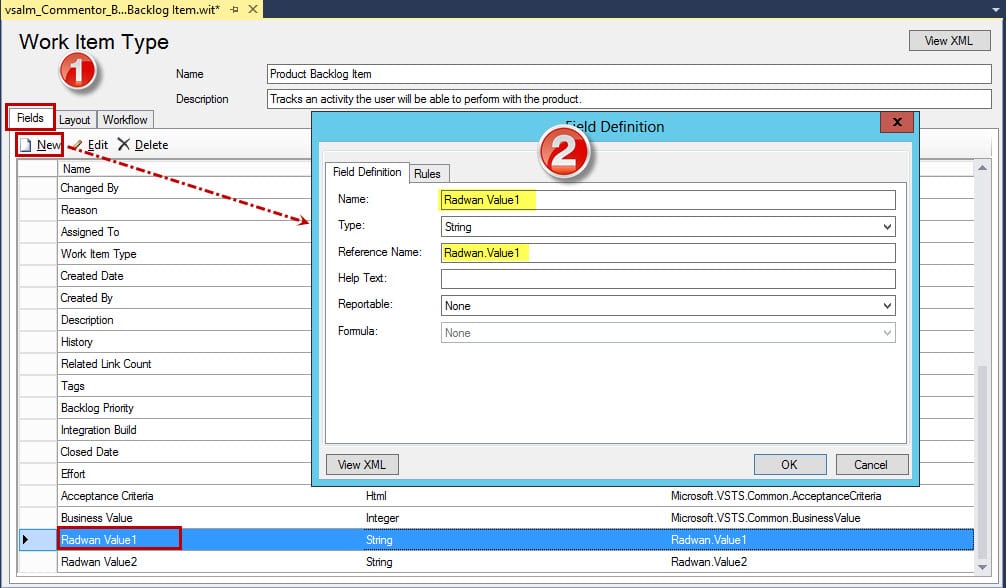 vsalm_Commentor_B...Backlog Item.wit*
Work Item Type
View XML
1
Name
Product Backlog Item
Description
Tracks an activity the user will be able to perform with the product.
Fields
Layout
Workflow
New
Edit
Delete
Name
Changed By
Reason
Assigned To
Work Item Type
Created Date
Created By
Description
History
Related Link Count
Tags
Backlog Priority
Integration Build
Closed Date
Effort
Acceptance Criteria Html Microsoft.VSTS.Common.AcceptanceCriteria
Business Value Integer Microsoft.VSTS.Common.BusinessValue
Radwan Value1 String Radwan.Value1
Radwan Value2 String Radwan.Value2
Field Definition
x
2
Field Definition
Rules
Name: Radwan Value1
Type: String
Reference Name: Radwan.Value1
Help Text:
Reportable: None
Formula: None
View XML
OK
Cancel